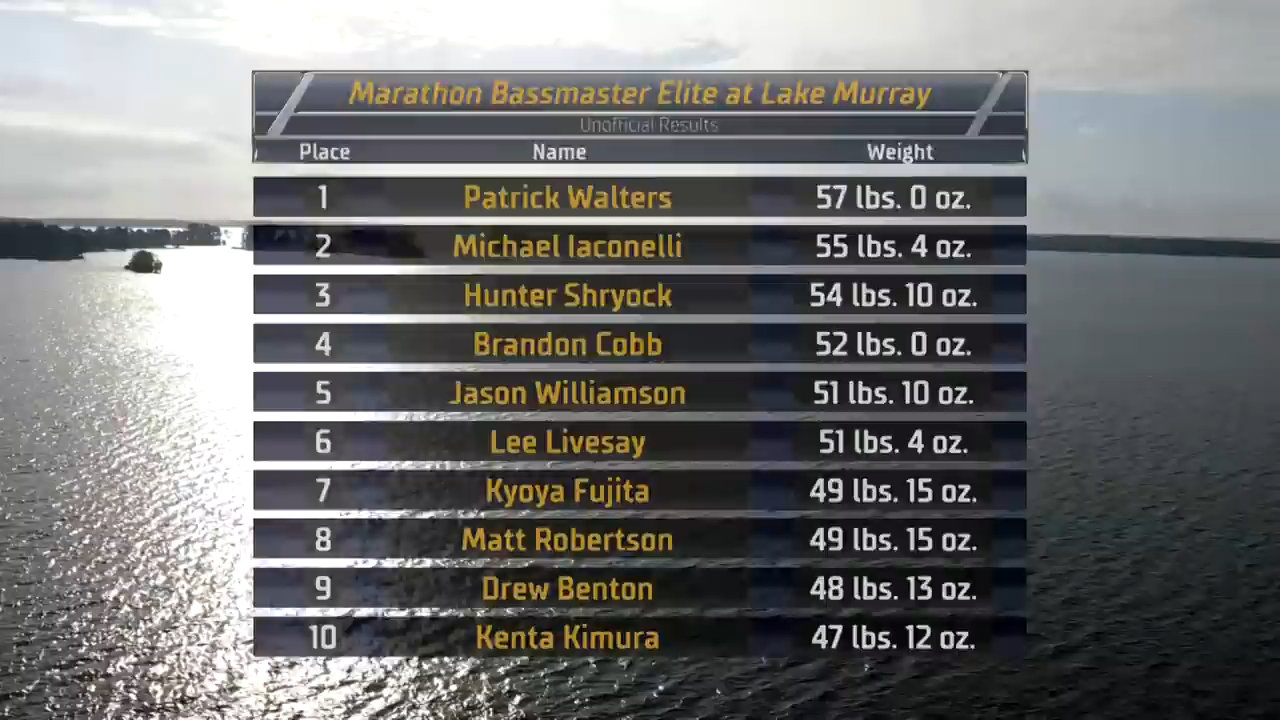 Marathon Bassmaster Elite at Lake Murray
Unofficial Results
Place Name Weight
1 Patrick Walters 57 lbs. 0 oz.
2 Michael Iaconelli 55 lbs. 4 oz.
3 Hunter Shryock 54 lbs. 10 oz.
4 Brandon Cobb 52 lbs. 0 oz.
5 Jason Williamson 51 lbs. 10 oz.
6 Lee Livesay 51 lbs. 4 oz.
7 Kyoya Fujita 49 lbs. 15 oz.
8 Matt Robertson 49 lbs. 15 oz.
9 Drew Benton 48 lbs. 13 oz.
10 Kenta Kimura 47 lbs. 12 oz.